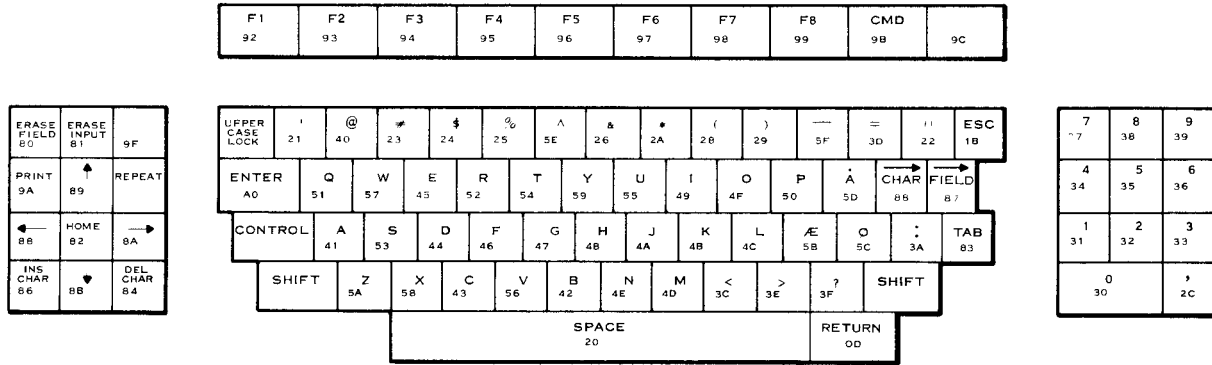 F1 F2 F3 F4 F5 F6 F7 F8 CMD
92 93 94 95 96 97 98 99 9B 9C
ERASE FIELD 80
ERASE INPUT 81
9F
PRINT 9A
89
REPEAT
← 88
HOME 82
→ 8A
INS CHAR 86
8B
DEL CHAR 84
UPPER CASE LOCK
' @ # $ % ^ & * ( ) — = " ESC
21 40 23 24 25 5E 26 2A 28 29 5F 3D 22 1B
ENTER Q W E R T Y U I O P Å CHAR FIELD
A0 51 57 45 52 54 59 55 49 4F 50 5D 88 87
CONTROL A S D F G H J K L Æ Ø : TAB
41 53 44 46 47 48 4A 4B 4C 5B 5C 3A 83
SHIFT Z X C V B N M < > ? SHIFT
5A 58 43 56 42 4E 4D 3C 3E 3F
SPACE RETURN
20 0D
7 8 9
37 38 39
4 5 6
34 35 36
1 2 3
31 32 33
0 ,
30 2C